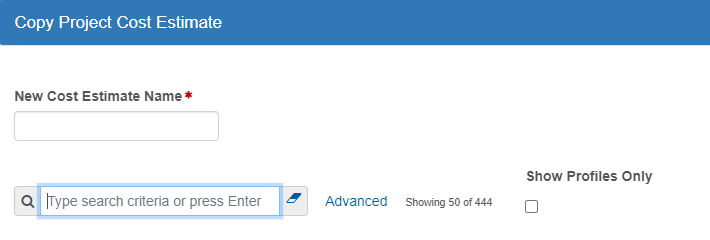 Copy Project Cost Estimate
New Cost Estimate Name*
Show Profiles Only
Type search criteria or press Enter Advanced Showing 50 of 444